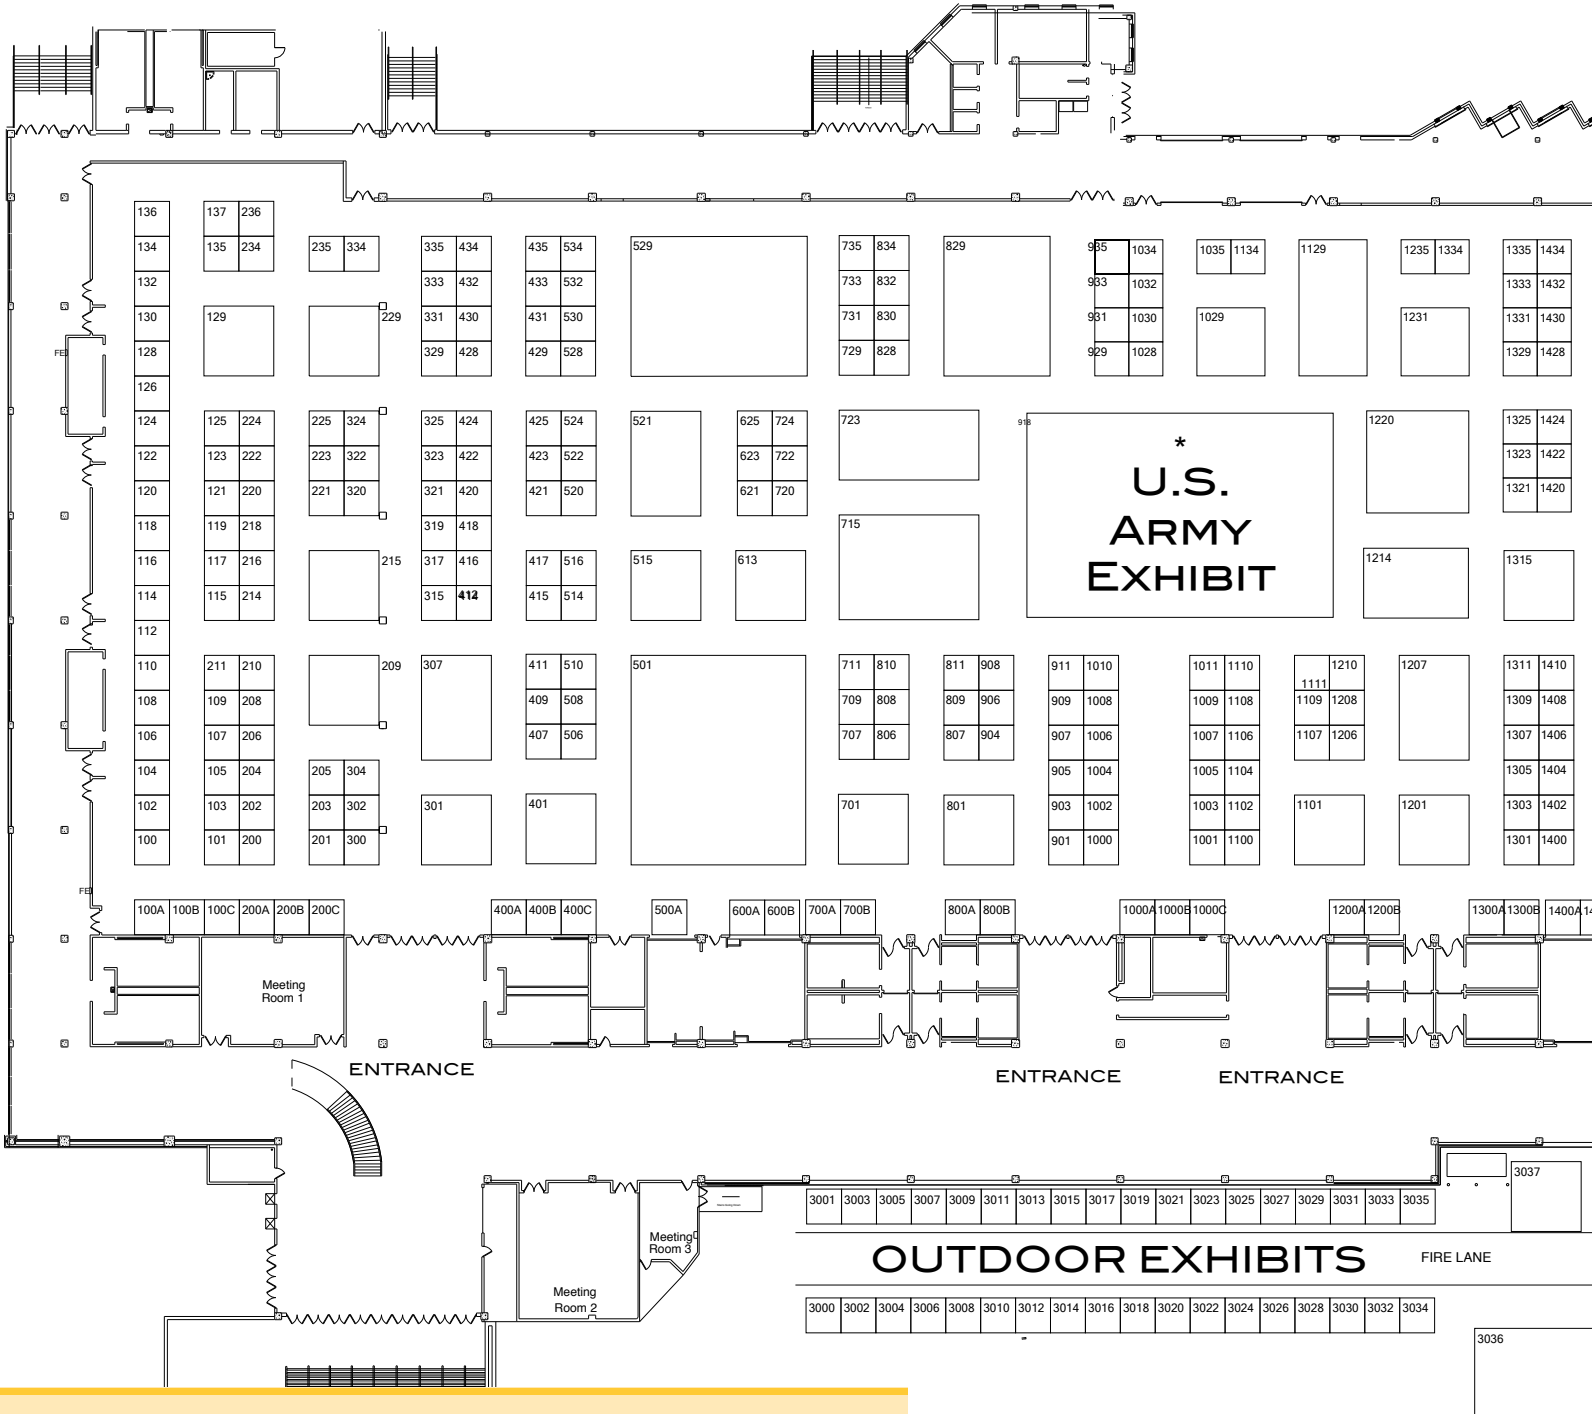 136 137 236
134 135 234 235 334 335 434 435 534 529 735 834 829 935 1034 1035 1134 1129 1235 1334 1335 1434
132 333 432 433 532 733 832 933 1032 1333 1432
130 129 229 331 430 431 530 731 830 931 1030 1029 1231 1331 1430
FE 128 329 428 429 528 729 828 929 1028 1329 1428
126
124 125 224 225 324 325 424 425 524 521 625 724 723 918 1220 1325 1424
*
122 123 222 223 322 323 422 423 522 623 722 1323 1422
U.S.
120 121 220 221 320 321 420 421 520 621 720 1321 1420
118 119 218 319 418 715
ARMY
116 117 216 215 317 416 417 516 515 613 1214 1315
EXHIBIT
114 115 214 315 414 412 415 514
112
110 211 210 209 307 411 510 501 711 810 811 908 911 1010 1011 1110 1210 1207 1311 1410
1111
108 109 208 409 508 709 808 809 906 909 1008 1009 1108 1109 1208 1309 1408
106 107 206 407 506 707 806 807 904 907 1006 1007 1106 1107 1206 1307 1406
104 105 204 205 304 905 1004 1005 1104 1305 1404
102 103 202 203 302 301 401 701 801 903 1002 1003 1102 1101 1201 1303 1402
100 101 200 201 300 901 1000 1001 1100 1301 1400
FE
100A 100B 100C 200A 200B 200C 400A 400B 400C 500A 600A 600B 700A 700B 800A 800B 1000A 1000B 1000C 1200A 1200B 1300A 1300B 1400A
Meeting
Room 1
ENTRANCE ENTRANCE ENTRANCE
3037
3001 3003 3005 3007 3009 3011 3013 3015 3017 3019 3021 3023 3025 3027 3029 3031 3033 3035
Meeting
Room 3
OUTDOOR EXHIBITS FIRE LANE
Meeting
Room 2
3000 3002 3004 3006 3008 3010 3012 3014 3016 3018 3020 3022 3024 3026 3028 3030 3032 3034
3036